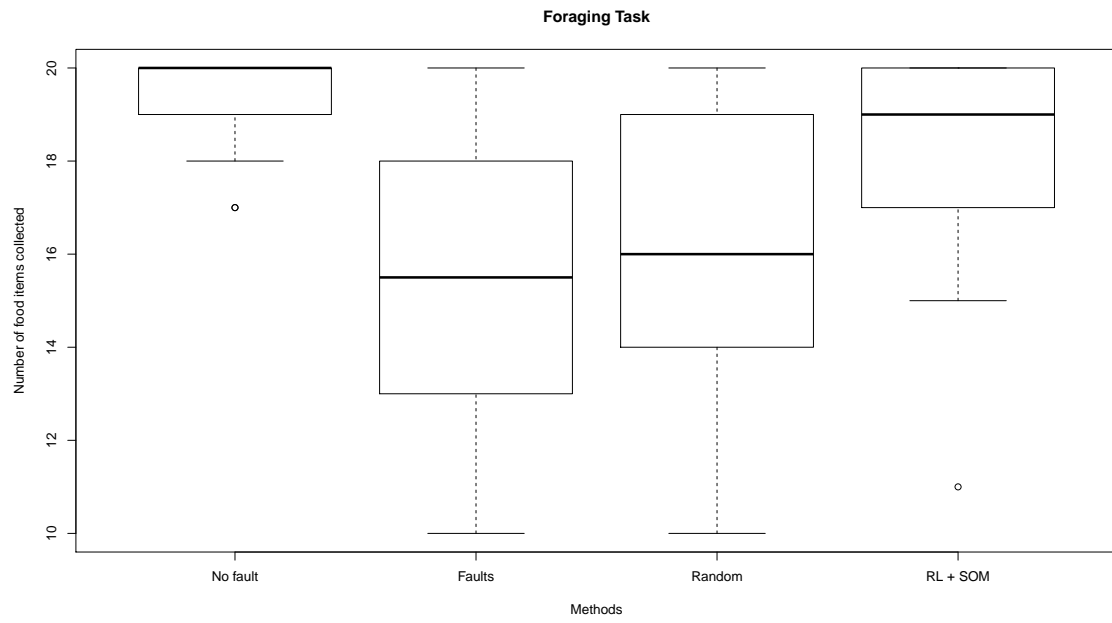 Foraging Task
Number of food items collected
20
18
16
14
12
10
No fault
Faults
Random
RL + SOM
Methods